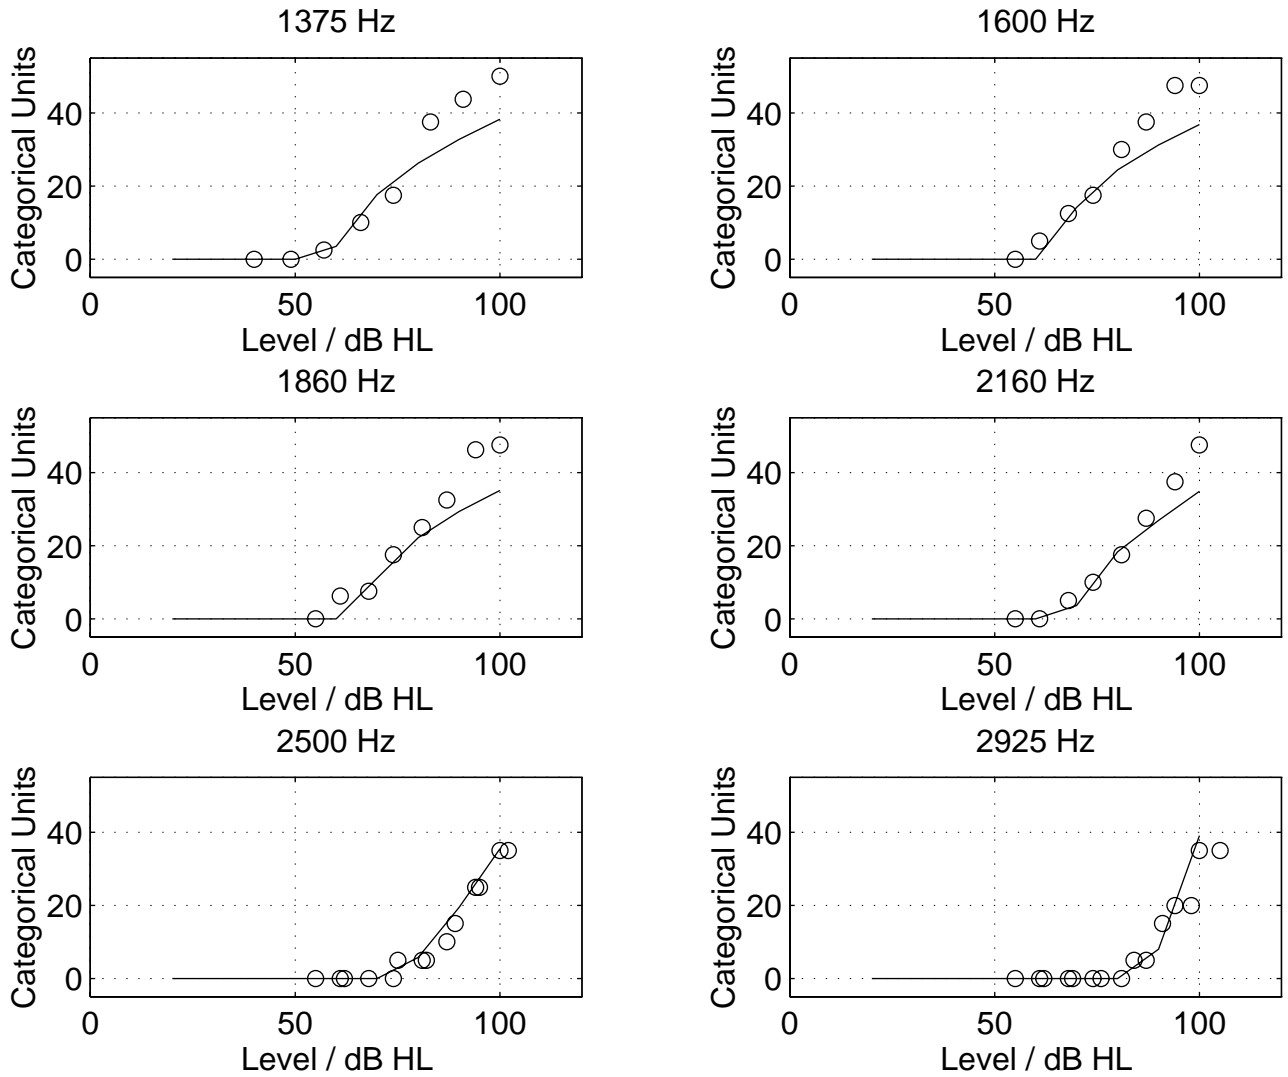 1375 Hz
Categorical Units
40
20
0
0 50 100
Level / dB HL
1600 Hz
Categorical Units
40
20
0
0 50 100
Level / dB HL
1860 Hz
Categorical Units
40
20
0
0 50 100
Level / dB HL
2160 Hz
Categorical Units
40
20
0
0 50 100
Level / dB HL
2500 Hz
Categorical Units
40
20
0
0 50 100
Level / dB HL
2925 Hz
Categorical Units
40
20
0
0 50 100
Level / dB HL